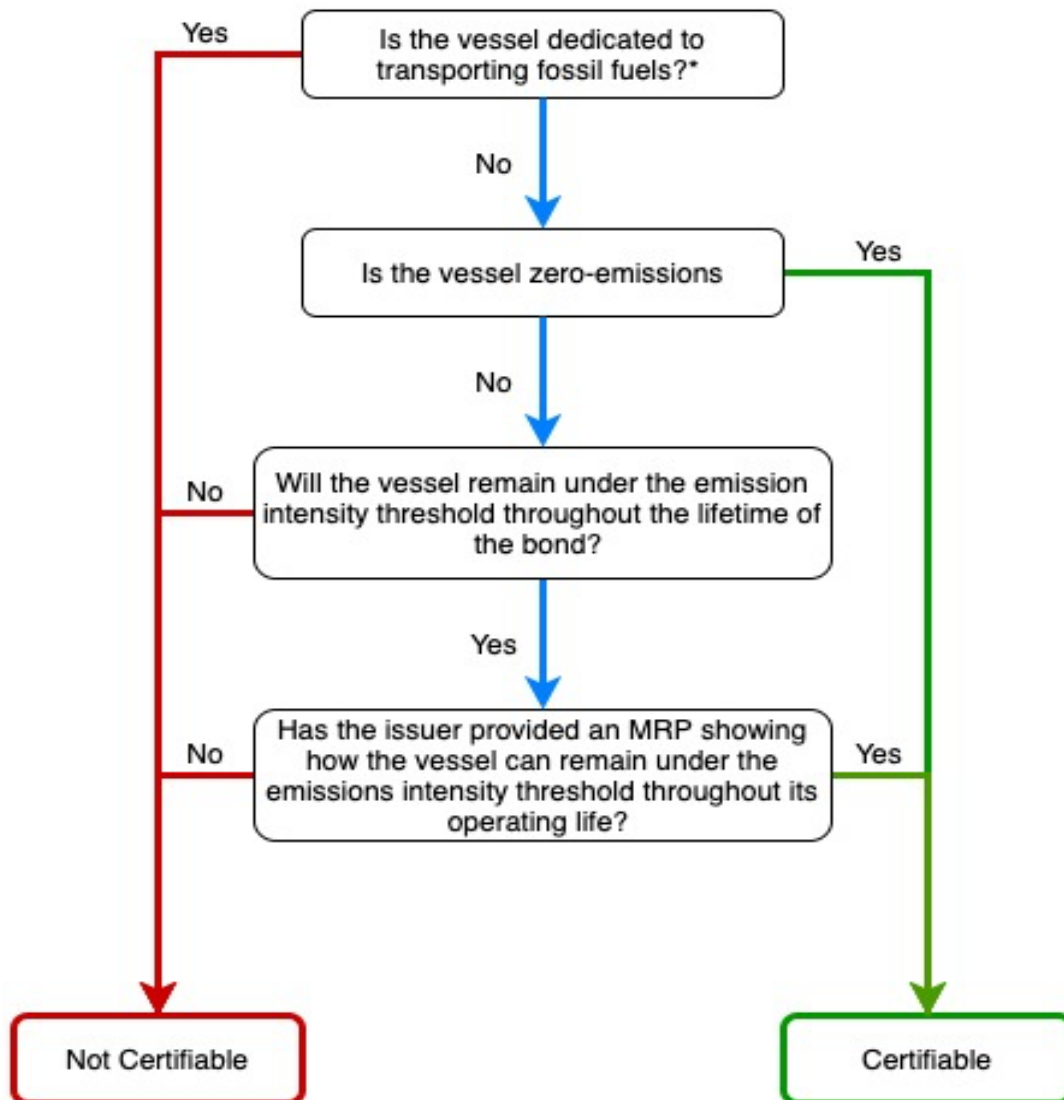 Yes
Is the vessel dedicated to
transporting fossil fuels?*
No
Yes
Is the vessel zero-emissions
No
No
Will the vessel remain under the emission
intensity threshold throughout the lifetime of
the bond?
Yes
No
Has the issuer provided an MRP showing
how the vessel can remain under the
emissions intensity threshold throughout its
operating life?
Yes
Not Certifiable
Certifiable